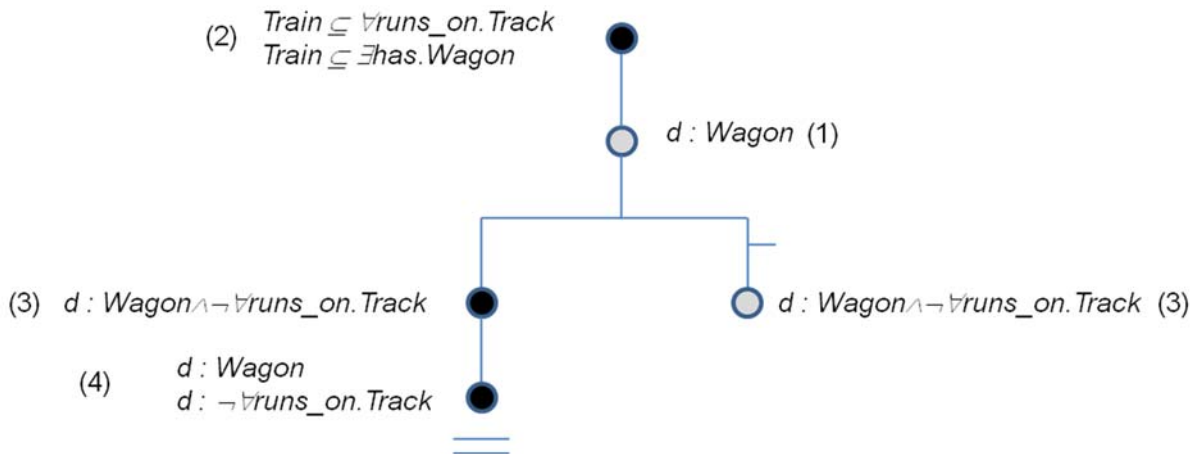 (2) Train ⊆ ∀runs_on.Track
Train ⊆ ∃has.Wagon
d : Wagon (1)
(3) d : Wagon∧¬∀runs_on.Track
d : Wagon∧¬∀runs_on.Track (3)
(4) d : Wagon
d : ¬∀runs_on.Track